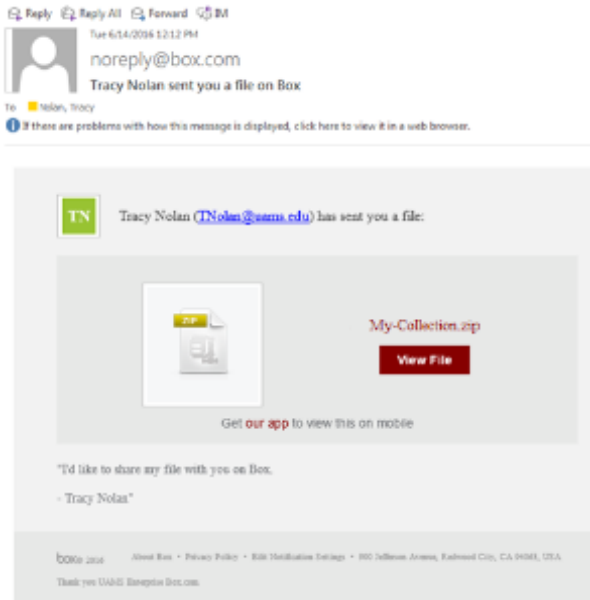 Reply Reply All Forward IM
Tue 6/14/2016 12:12 PM
noreply@box.com
Tracy Nolan sent you a file on Box
To Nolan, Tracy
If there are problems with how this message is displayed, click here to view it in a web browser.
TN
Tracy Nolan (TNolan@uams.edu) has sent you a file:
ZIP
My-Collection.zip
View File
Get our app to view this on mobile
"I'd like to share my file with you on Box.
- Tracy Nolan"
box 2016 About Box • Privacy Policy • Edit Notification Settings • 900 Jefferson Avenue, Redwood City, CA 94063, USA
Thank you UAMS Enterprise Box.com